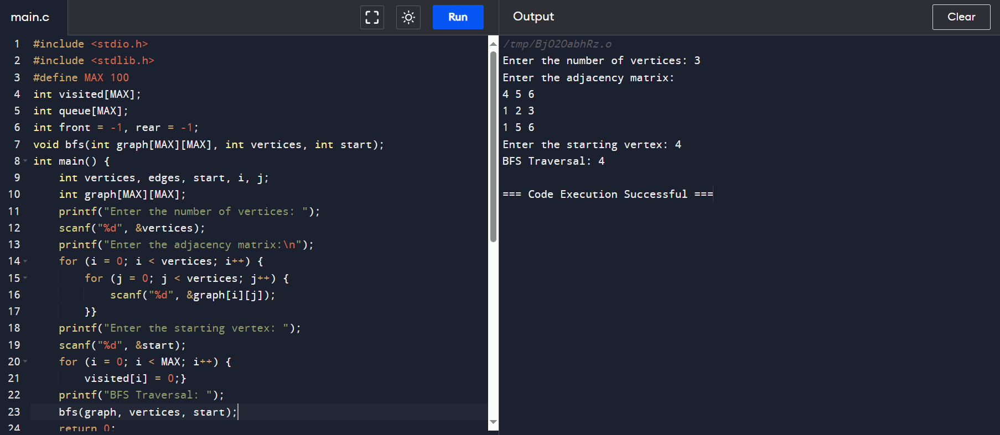 main.c
Run
Output
Clear
1 #include <stdio.h>
2 #include <stdlib.h>
3 #define MAX 100
4 int visited[MAX];
5 int queue[MAX];
6 int front = -1, rear = -1;
7 void bfs(int graph[MAX][MAX], int vertices, int start);
8 int main() {
9     int vertices, edges, start, i, j;
10     int graph[MAX][MAX];
11     printf("Enter the number of vertices: ");
12     scanf("%d", &vertices);
13     printf("Enter the adjacency matrix:\n");
14     for (i = 0; i < vertices; i++) {
15         for (j = 0; j < vertices; j++) {
16             scanf("%d", &graph[i][j]);
17         }}
18     printf("Enter the starting vertex: ");
19     scanf("%d", &start);
20     for (i = 0; i < MAX; i++) {
21         visited[i] = 0;}
22     printf("BFS Traversal: ");
23     bfs(graph, vertices, start);
24     return 0;
/tmp/BjO2OabhRz.o
Enter the number of vertices: 3
Enter the adjacency matrix:
4 5 6
1 2 3
1 5 6
Enter the starting vertex: 4
BFS Traversal: 4
=== Code Execution Successful ===